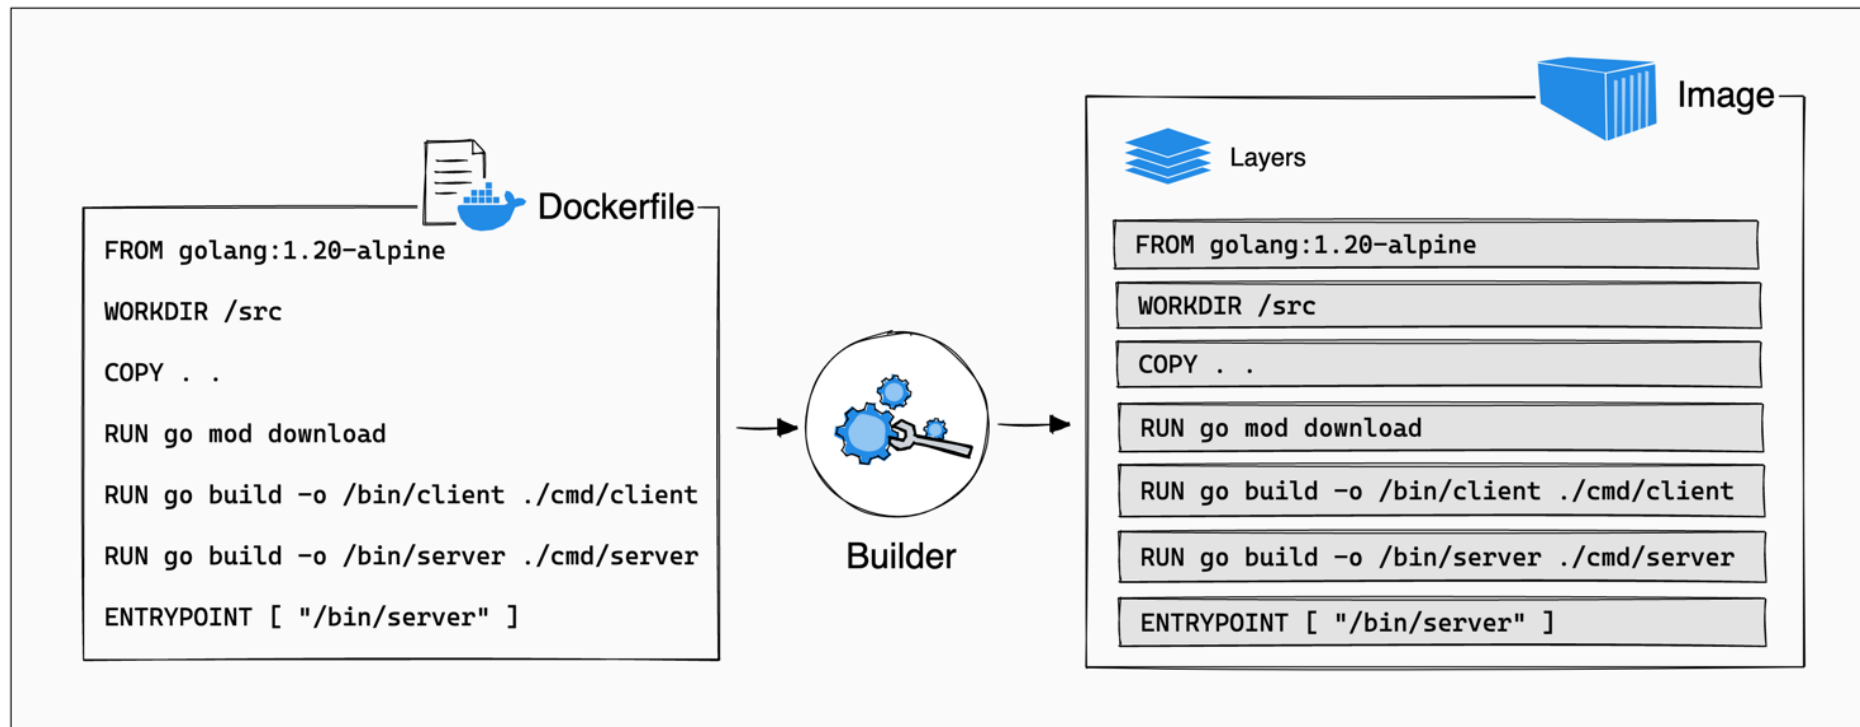 Dockerfile
FROM golang:1.20-alpine
WORKDIR /src
COPY . .
RUN go mod download
RUN go build -o /bin/client ./cmd/client
RUN go build -o /bin/server ./cmd/server
ENTRYPOINT [ "/bin/server" ]
Builder
Image
Layers
FROM golang:1.20-alpine
WORKDIR /src
COPY . .
RUN go mod download
RUN go build -o /bin/client ./cmd/client
RUN go build -o /bin/server ./cmd/server
ENTRYPOINT [ "/bin/server" ]